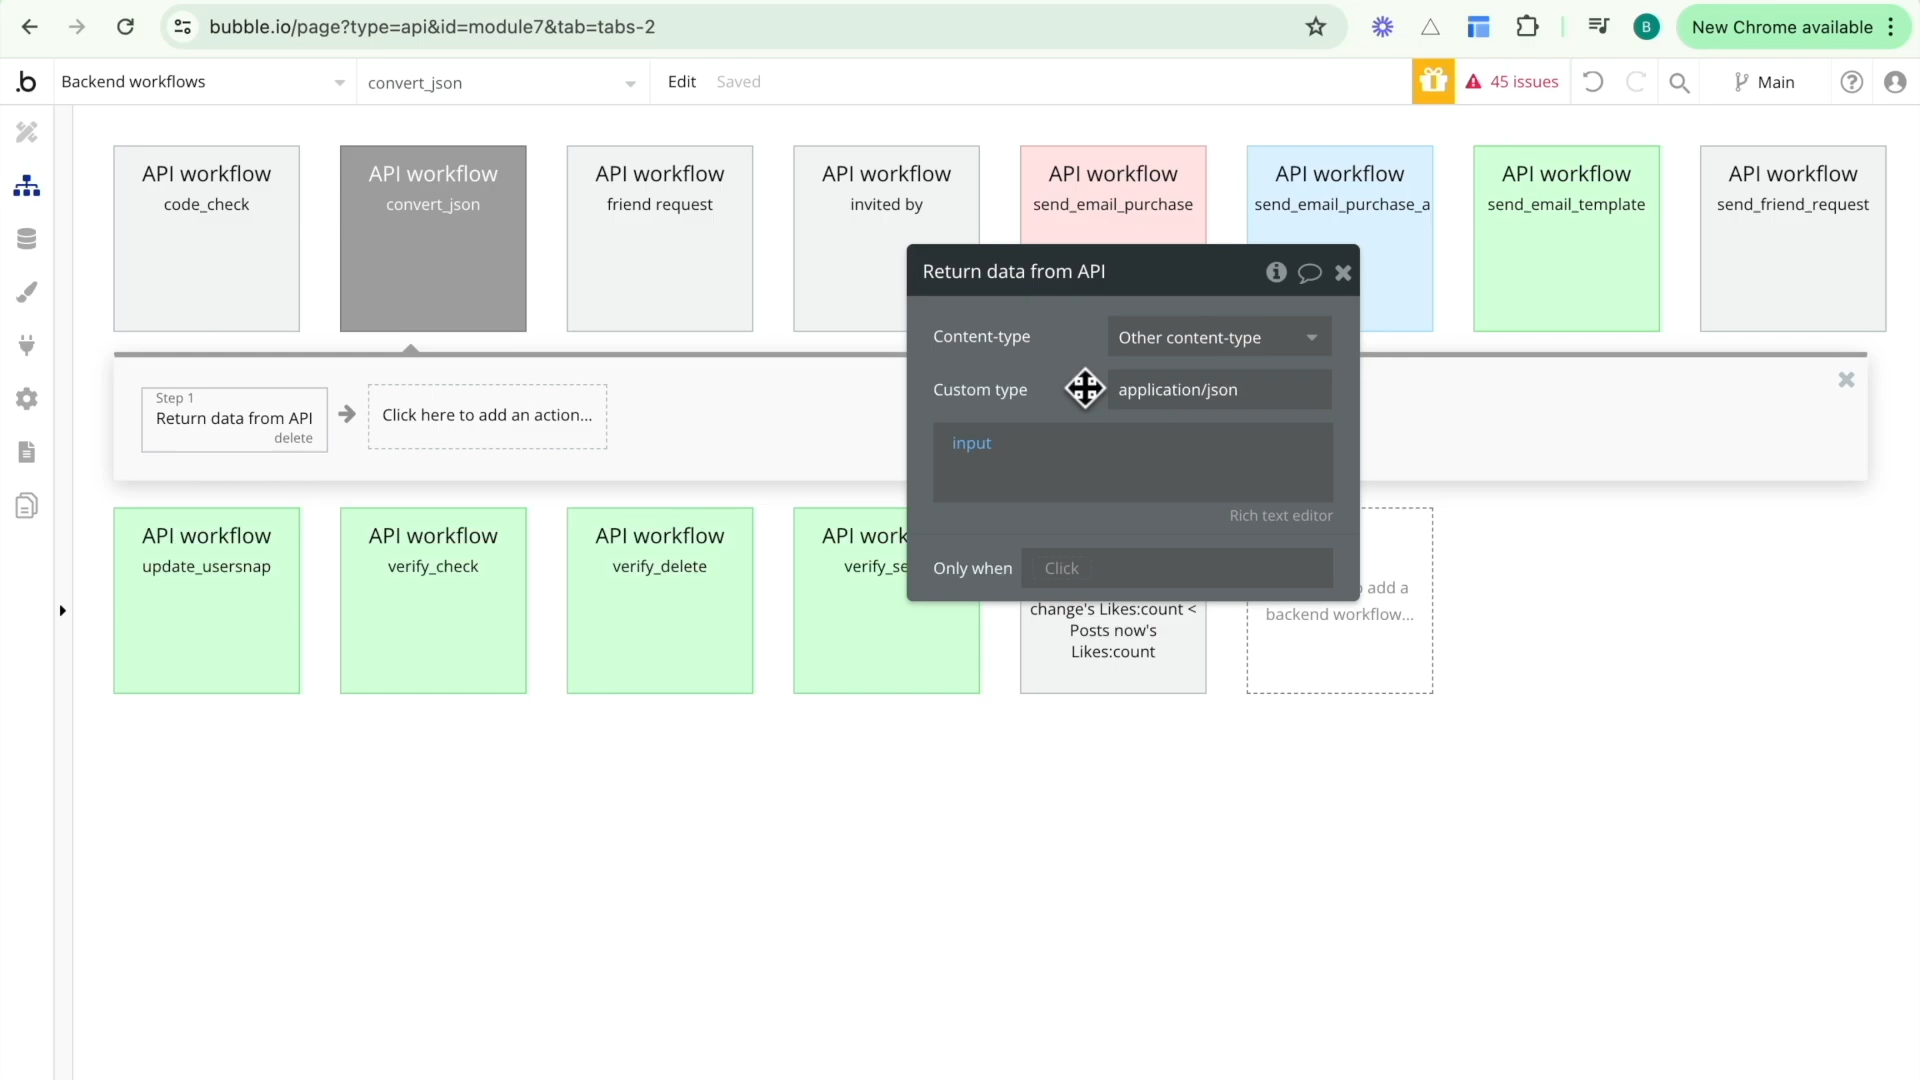 bubble.io/page?type=api&id=module7&tab=tabs-2
B
New Chrome available
b
Backend workflows
convert_json
Edit
Saved
45 issues
Main
API workflow
code_check
API workflow
convert_json
API workflow
friend request
API workflow
invited by
API workflow
send_email_purchase
API workflow
send_email_purchase_a
API workflow
send_email_template
API workflow
send_friend_request
Return data from API
Content-type
Other content-type
Custom type
application/json
input
Rich text editor
Only when
Click
Step 1
Return data from API
delete
Click here to add an action...
API workflow
update_usersnap
API workflow
verify_check
API workflow
verify_delete
API work
verify_se
change's Likes:count <
Posts now's
Likes:count
add a
backend workflow...